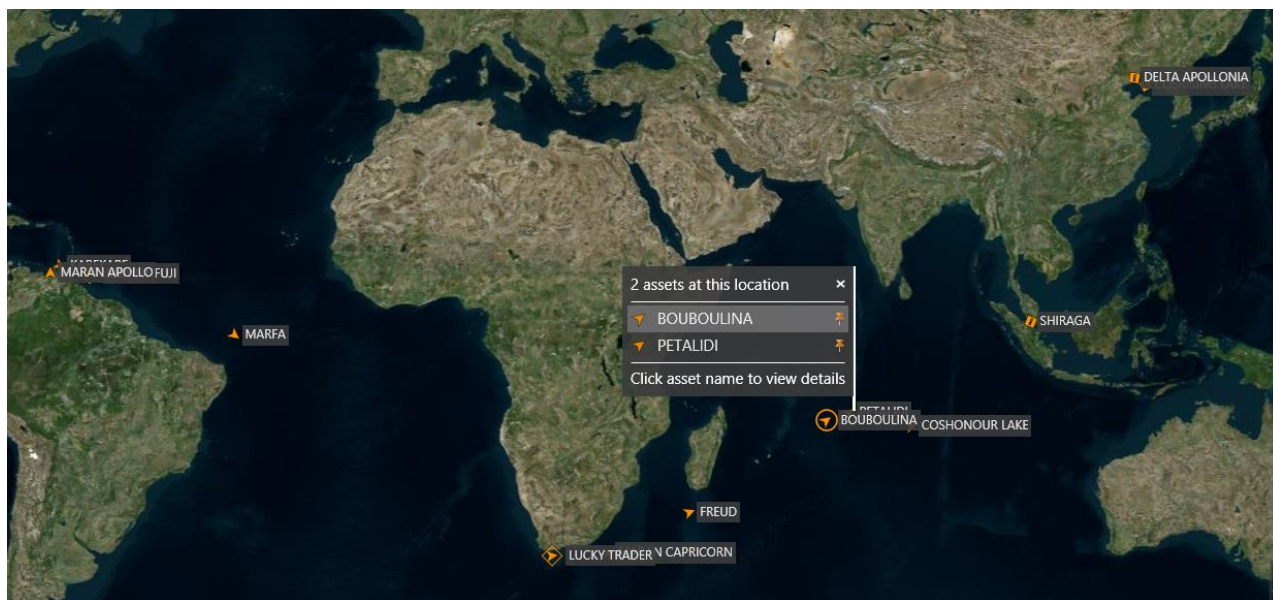 DELTA APOLLONIA
MARAN APOLLO FUJI
2 assets at this location ×
BOUBOULINA
PETALIDI
Click asset name to view details
SHIRAGA
MARFA
PETALIDI
BOUBOULINA
COSHONOUR LAKE
FREUD
LUCKY TRADER N CAPRICORN